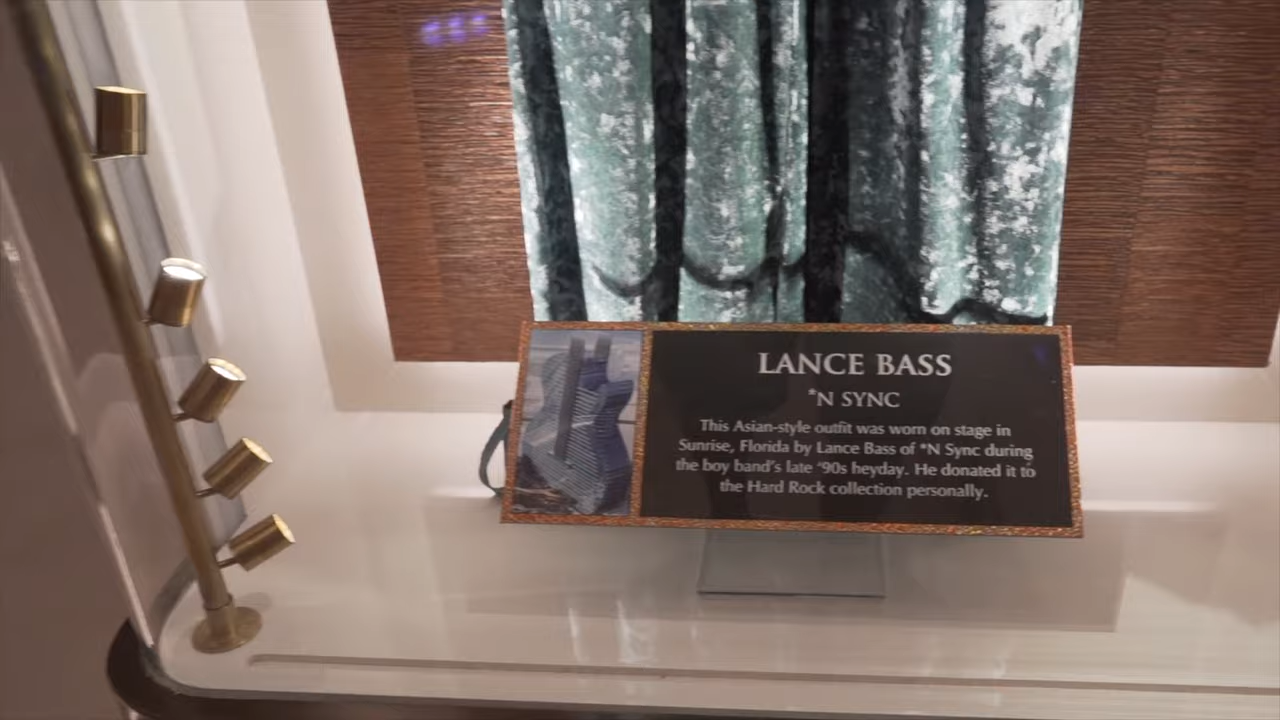 LANCE BASS
*N SYNC
This Asian-style outfit was worn on stage in
Sunrise, Florida by Lance Bass of *N Sync during
the boy band's late '90s heyday. He donated it to
the Hard Rock collection personally.